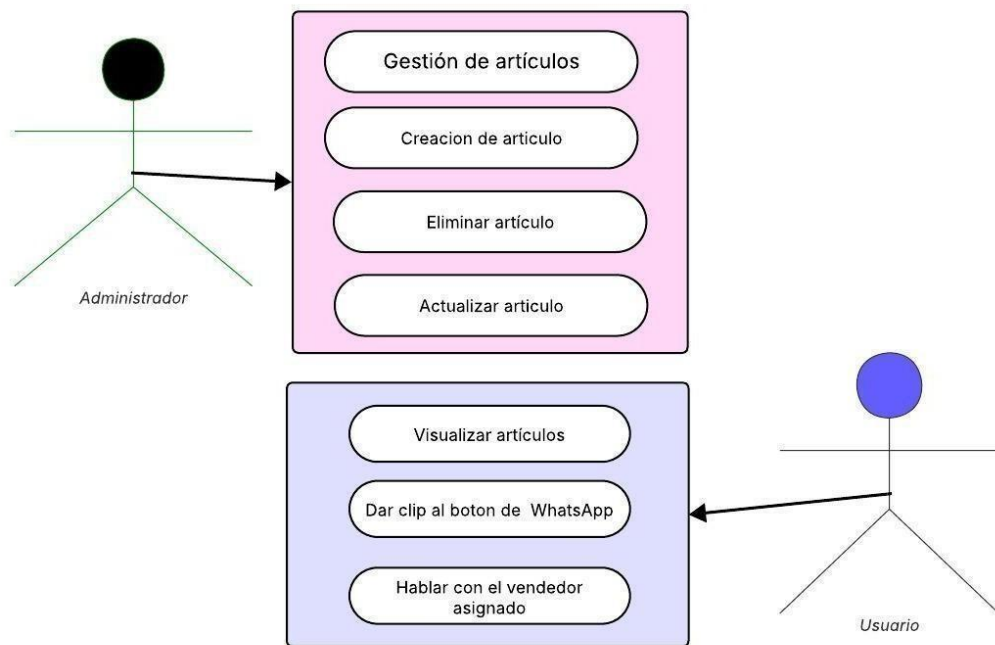 Gestión de artículos
Creacion de articulo
Eliminar artículo
Actualizar articulo
Administrador
Visualizar artículos
Dar clip al boton de WhatsApp
Hablar con el vendedor
asignado
Usuario